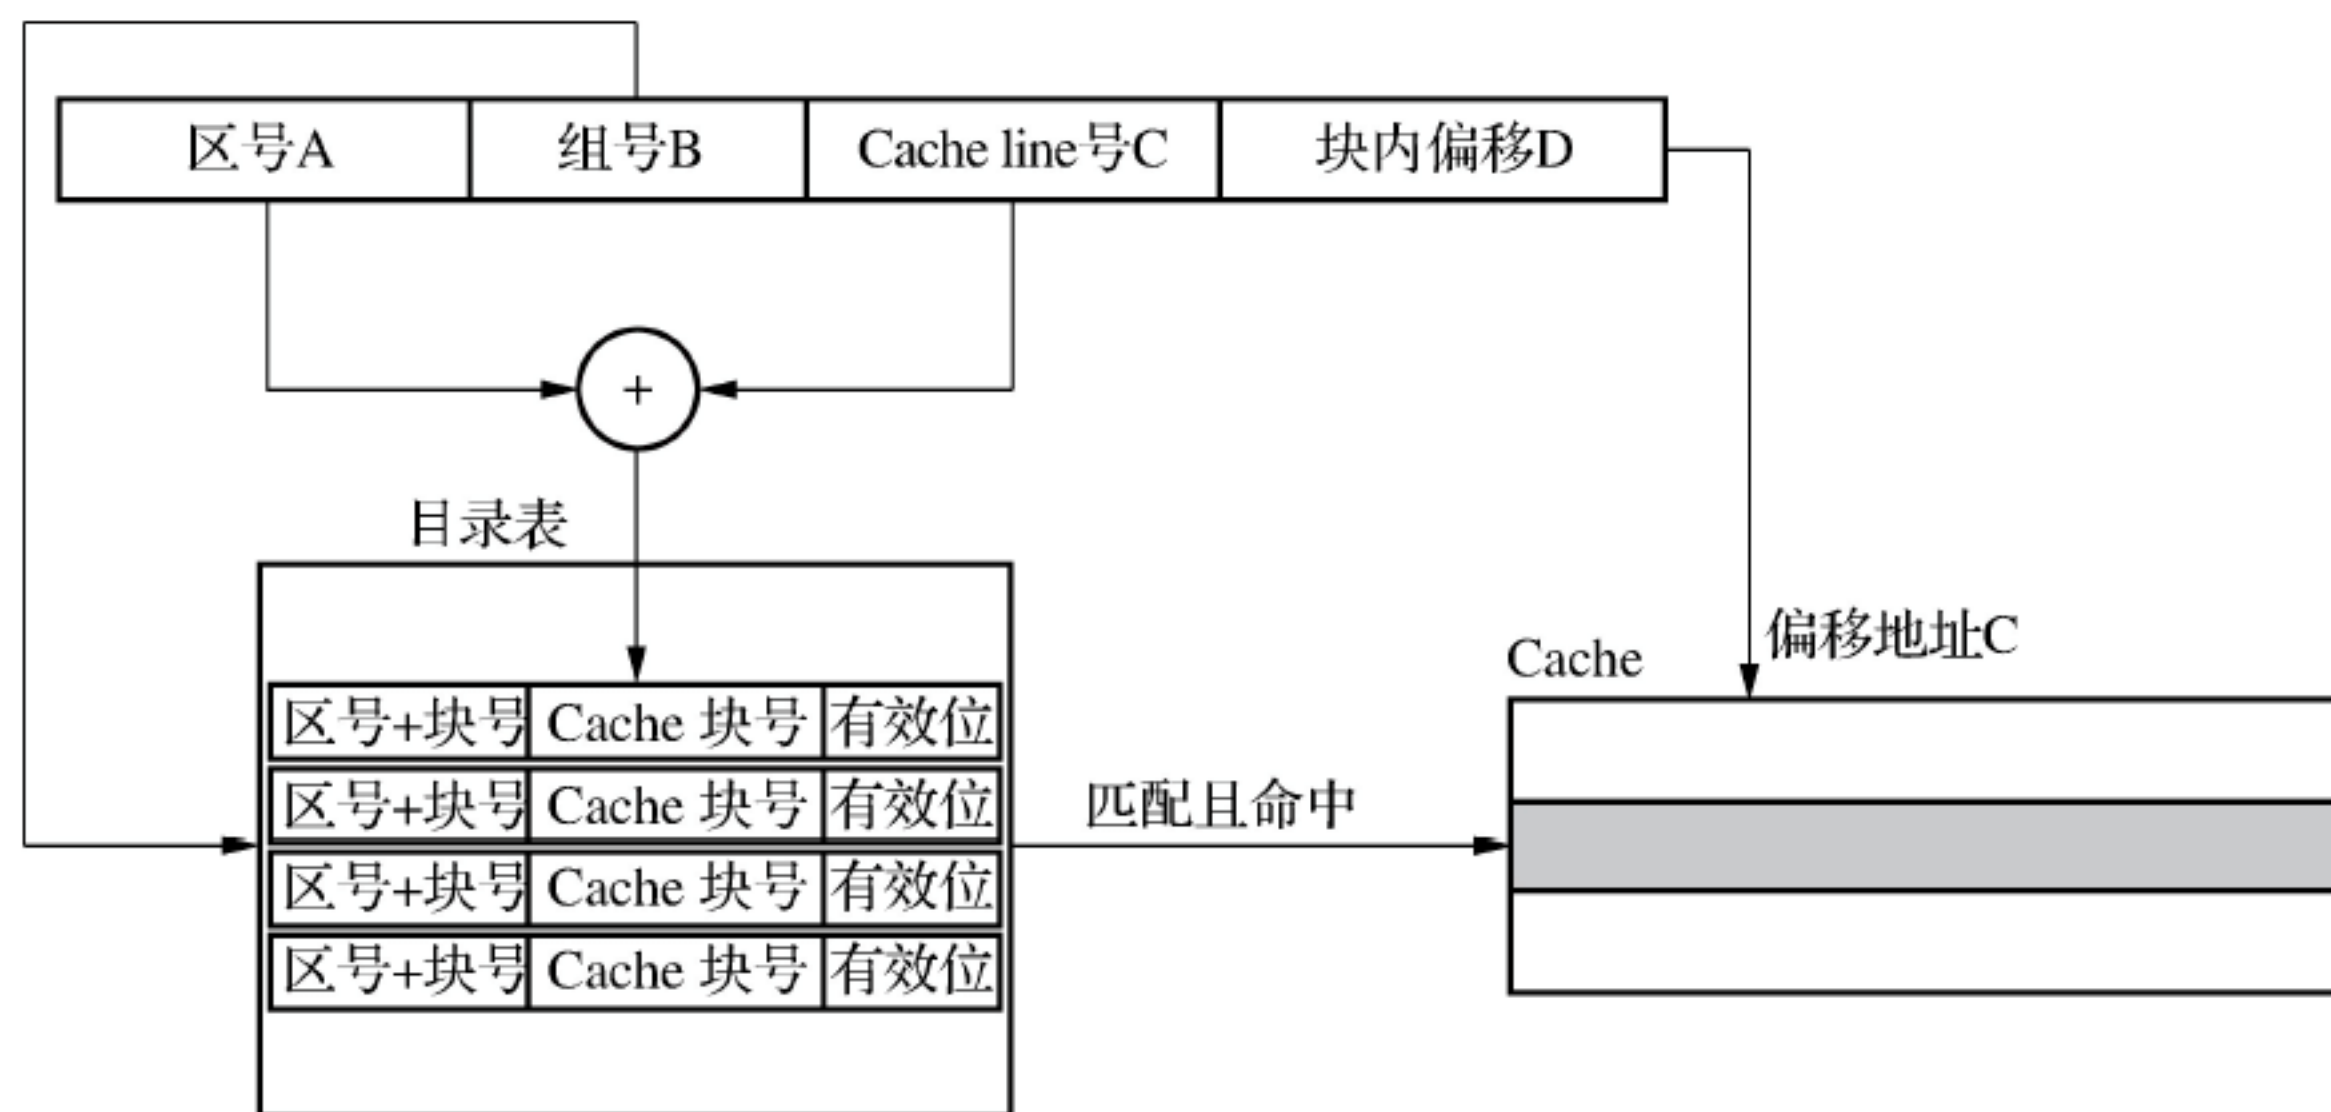 区号A 组号B Cache line号C 块内偏移D
+
目录表
偏移地址C
Cache
区号+块号 Cache 块号 有效位
区号+块号 Cache 块号 有效位
匹配且命中
区号+块号 Cache 块号 有效位
区号+块号 Cache 块号 有效位